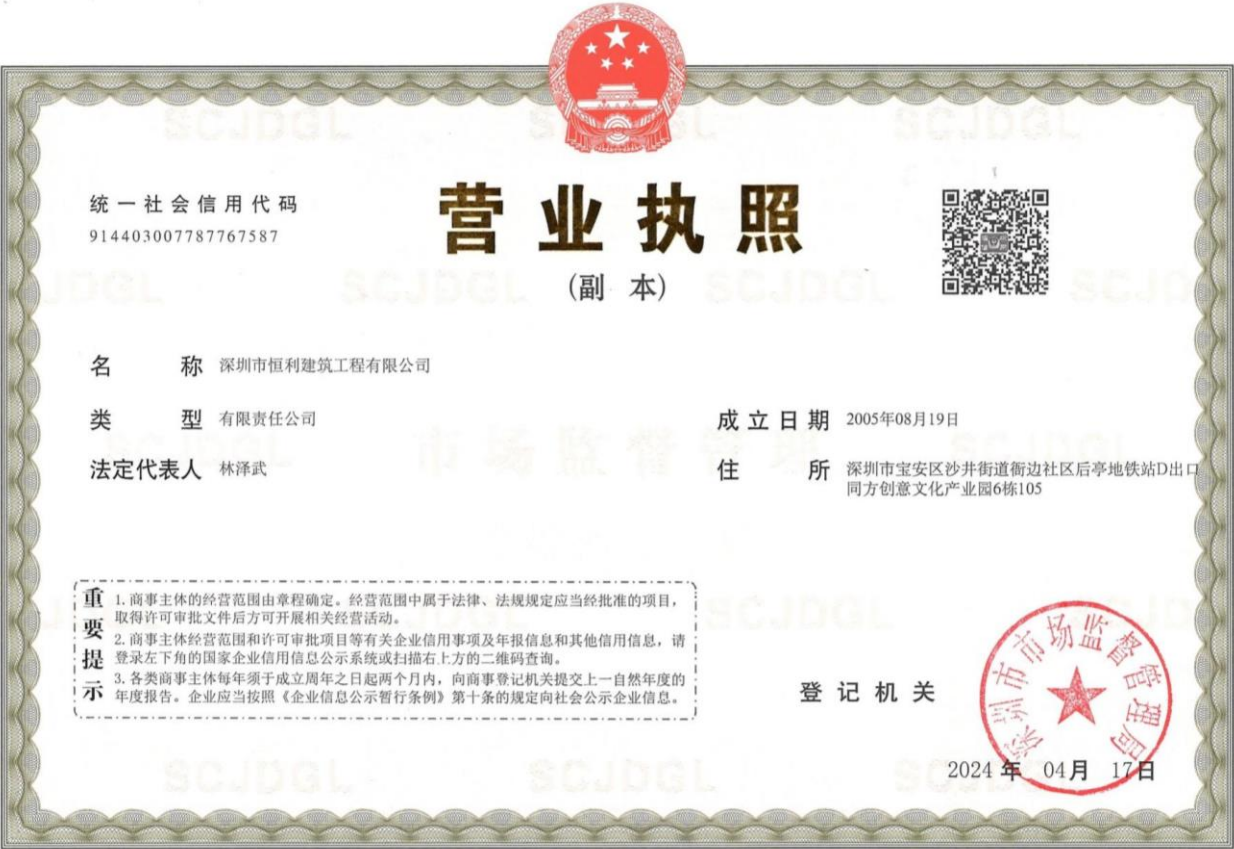 统一社会信用代码
914403007787767587
营业执照
(副 本)
名 称 深圳市恒利建筑工程有限公司
类 型 有限责任公司
成立日期 2005年08月19日
法定代表人 林泽武
住 所 深圳市宝安区沙井街道衙边社区后亭地铁站D出口
同方创意文化产业园6栋105
重要提示
1. 商事主体的经营范围由章程确定。经营范围中属于法律、法规规定应当经批准的项目，
取得许可审批文件后方可开展相关经营活动。
2. 商事主体经营范围和许可审批项目等有关企业信用事项及年报信息和其他信用信息，请
登录左下角的国家企业信用信息公示系统或扫描右上方的二维码查询。
3. 各类商事主体每年须于成立周年之日起两个月内，向商事登记机关提交上一自然年度的
年度报告。企业应当按照《企业信息公示暂行条例》第十条的规定向社会公示企业信息。
登记机关
深圳市市场监督管理局
2024 年 04月 17日
SCJDGL
市场监督管理